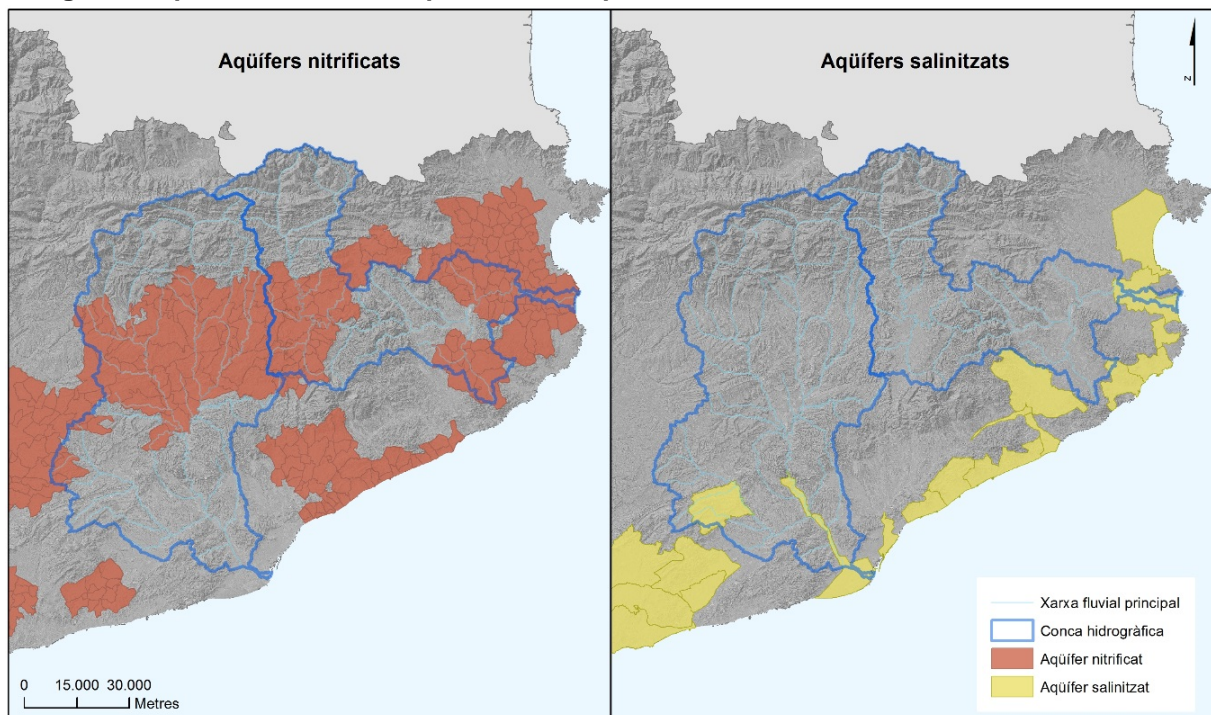 Aqüífers nitrificats
Aqüífers salinitzats
N
Xarxa fluvial principal
Conca hidrogràfica
Aqüífer nitrificat
Aqüífer salinitzat
0 15.000 30.000
Metres